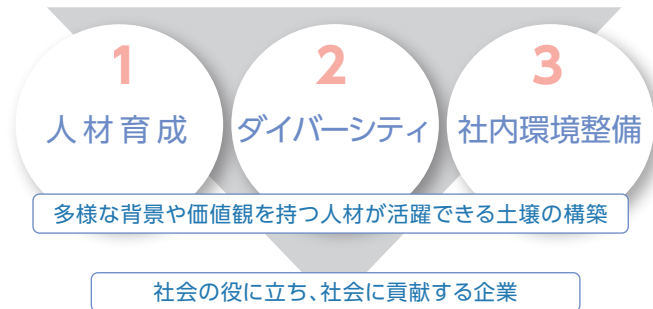 1
人材育成
2
ダイバーシティ
3
社内環境整備
多様な背景や価値観を持つ人材が活躍できる土壌の構築
社会の役に立ち、社会に貢献する企業